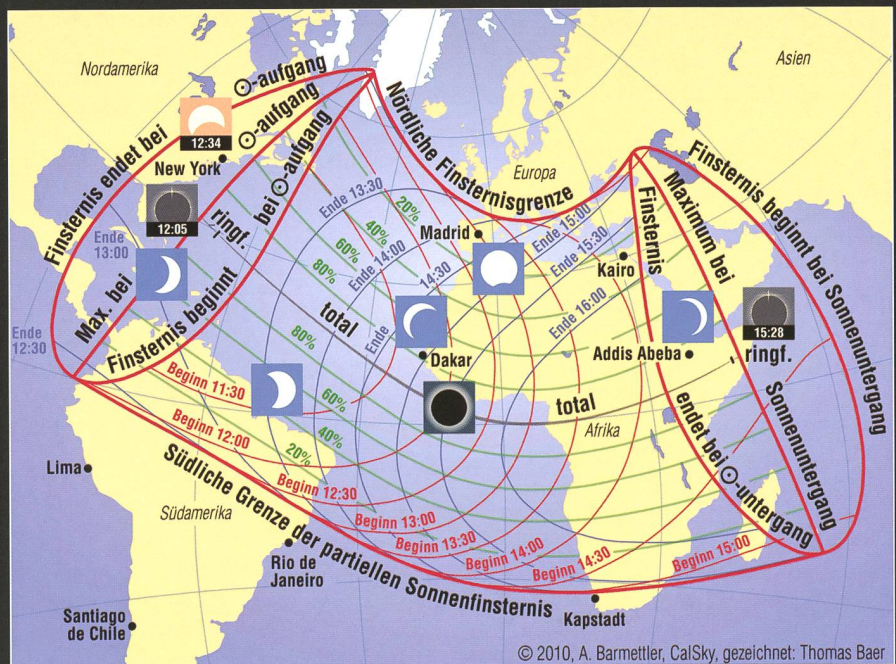 Nordamerika
Asien
Finsternis endet bei ☉-aufgang
12:34
Max. bei ☉-aufgang
New York
12:05
ringf.
Finsternis beginnt bei ☉-aufgang
Nördliche Finsternisgrenze
Europa
Madrid
Kairo
Finsternis endet bei ☉-untergang
Maximum bei Sonnenuntergang
Finsternis beginnt bei Sonnenuntergang
Ende 13:30
Ende 14:00
Ende 14:30
Ende 15:00
Ende 15:30
Ende 16:00
Ende
13:00
Ende
12:30
20%
40%
60%
80%
total
80%
60%
40%
20%
Dakar
Addis Abeba
15:28
ringf.
total
Afrika
Beginn 11:30
Beginn 12:00
Beginn 12:30
Beginn 13:00
Beginn 13:30
Beginn 14:00
Beginn 14:30
Beginn 15:00
Südliche Grenze der partiellen Sonnenfinsternis
Lima
Südamerika
Rio de
Janeiro
Santiago
de Chile
Kapstadt
© 2010, A. Barmettler, CalSky, gezeichnet: Thomas Baer